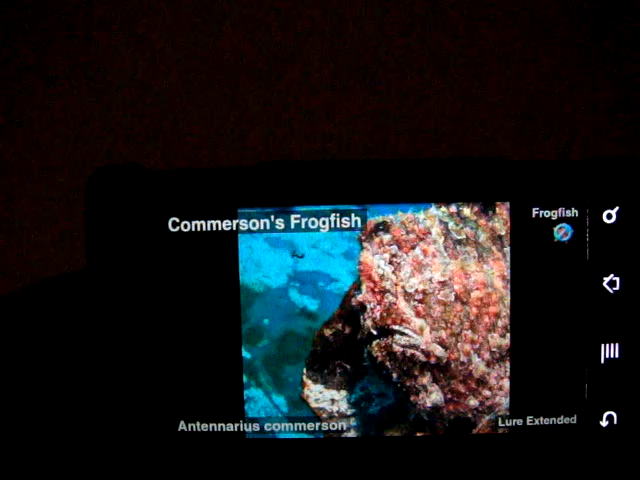 Commerson's Frogfish
Frogfish
Antennarius commerson
Lure Extended